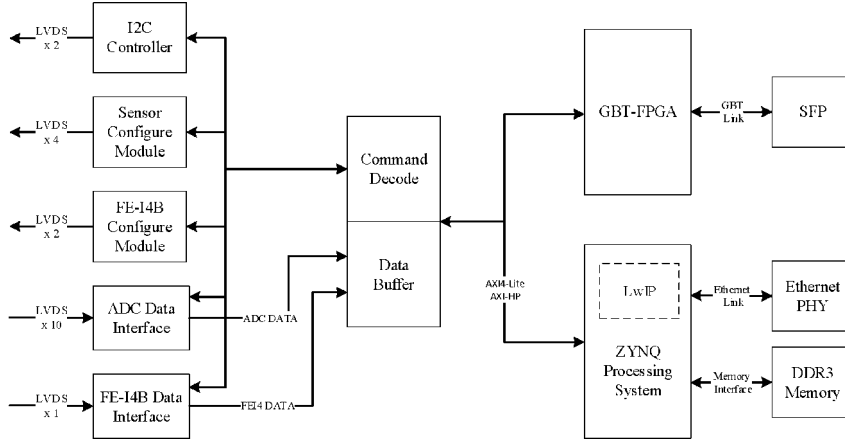 LVDS
x 2
I2C
Controller
LVDS
x 4
Sensor
Configure
Module
LVDS
x 2
FE-I4B
Configure
Module
LVDS
x 10
ADC Data
Interface
ADC DATA
LVDS
x 1
FE-I4B Data
Interface
FEI4 DATA
Command
Decode
Data
Buffer
AXI4-Lite
AXI-HP
GBT-FPGA
GBT
Link
SFP
LwIP
ZYNQ
Processing
System
Ethernet
Link
Ethernet
PHY
Memory
Interface
DDR3
Memory